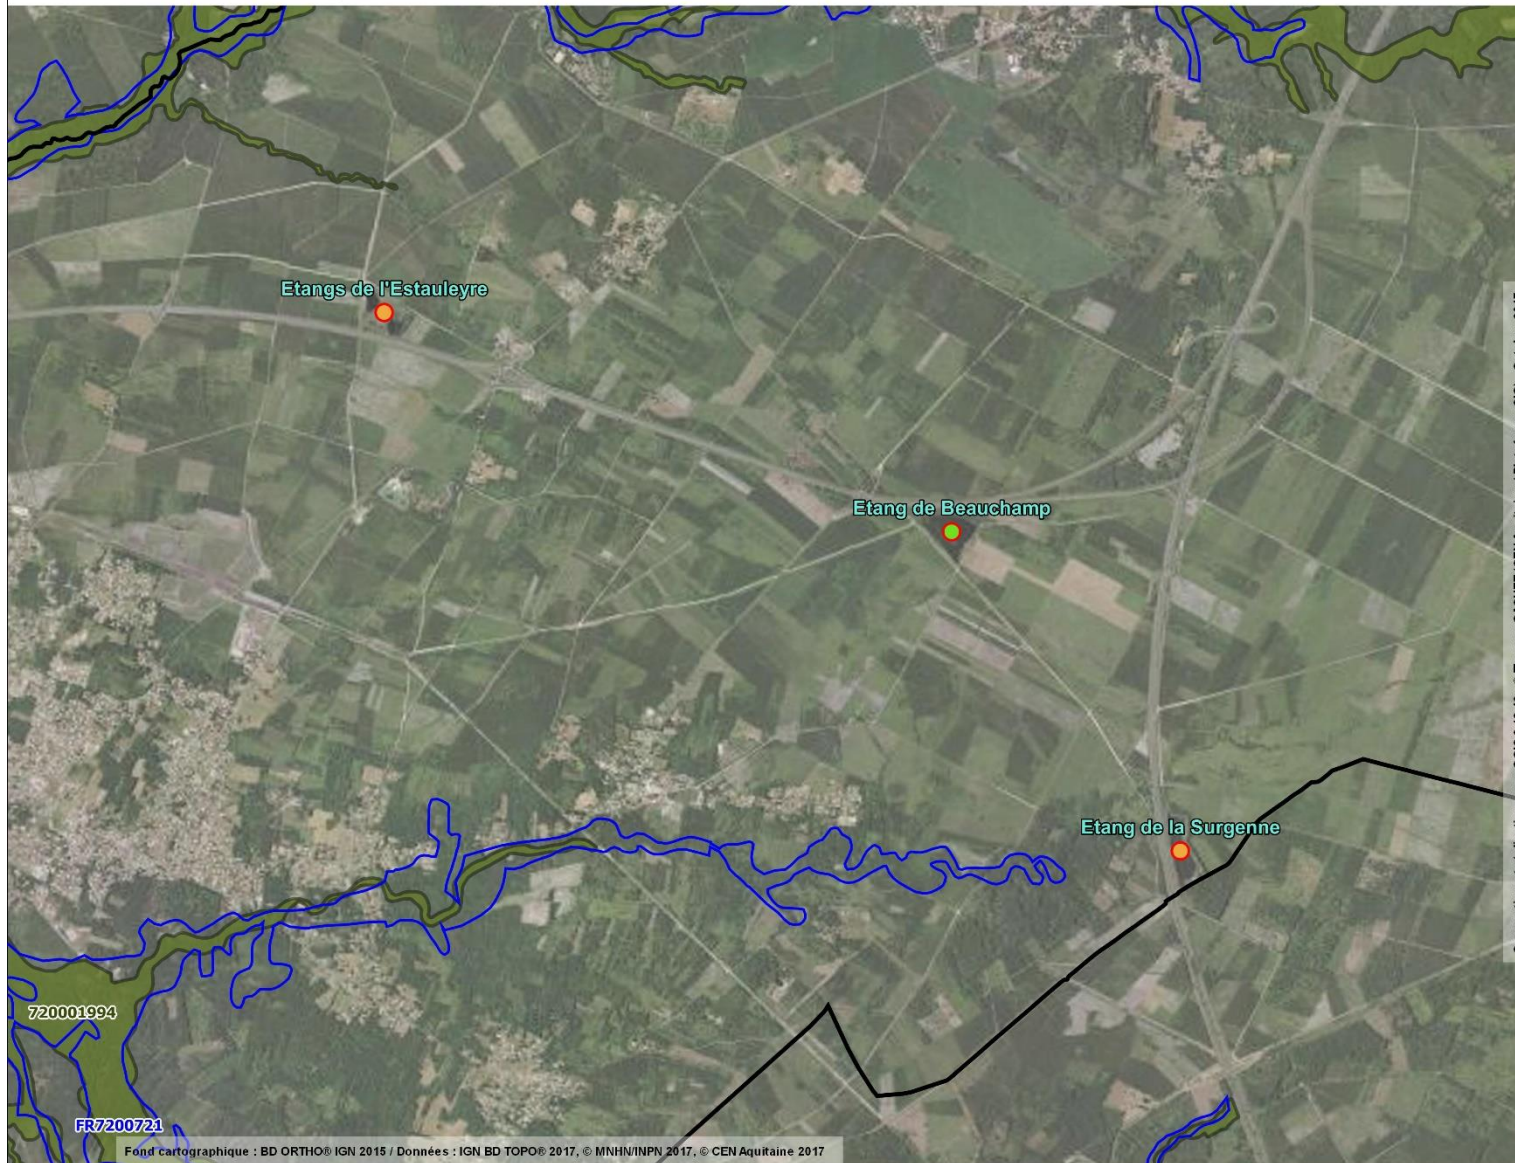 Etangs de l'Estauleyre
Etang de Beauchamp
Etang de la Surgenne
720001994
FR7200721
Fond cartographique : BD ORTHO® IGN 2015 / Données : IGN BD TOPO® 2017, © MNHN/INPN 2017, © CEN Aquitaine 2017